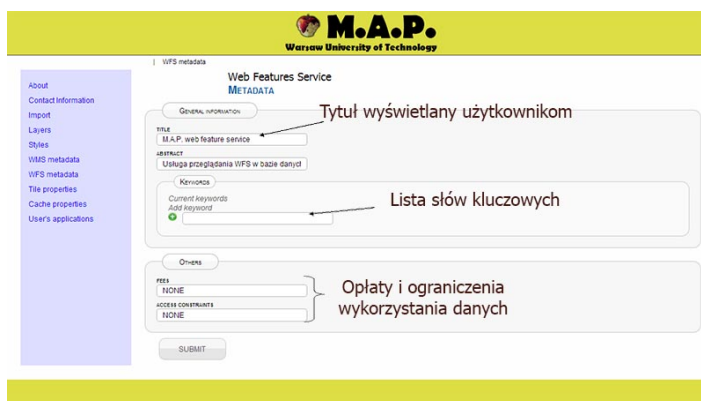 M.A.P.
Warsaw University of Technology
| WFS metadata
Web Features Service
METADATA
About
Contact Information
Import
Layers
Styles
WMS metadata
WFS metadata
Tile properties
Cache properties
User's applications
GENERAL INFORMATION
Tytuł wyświetlany użytkownikom
TITLE
M.A.P. web feature service
ABSTRACT
Usługa przeglądania WFS w bazie danych
KEYWORDS
Current keywords
Add keyword
Lista słów kluczowych
OTHERS
FEES
NONE
ACCESS CONSTRAINTS
NONE
Opłaty i ograniczenia
wykorzystania danych
SUBMIT